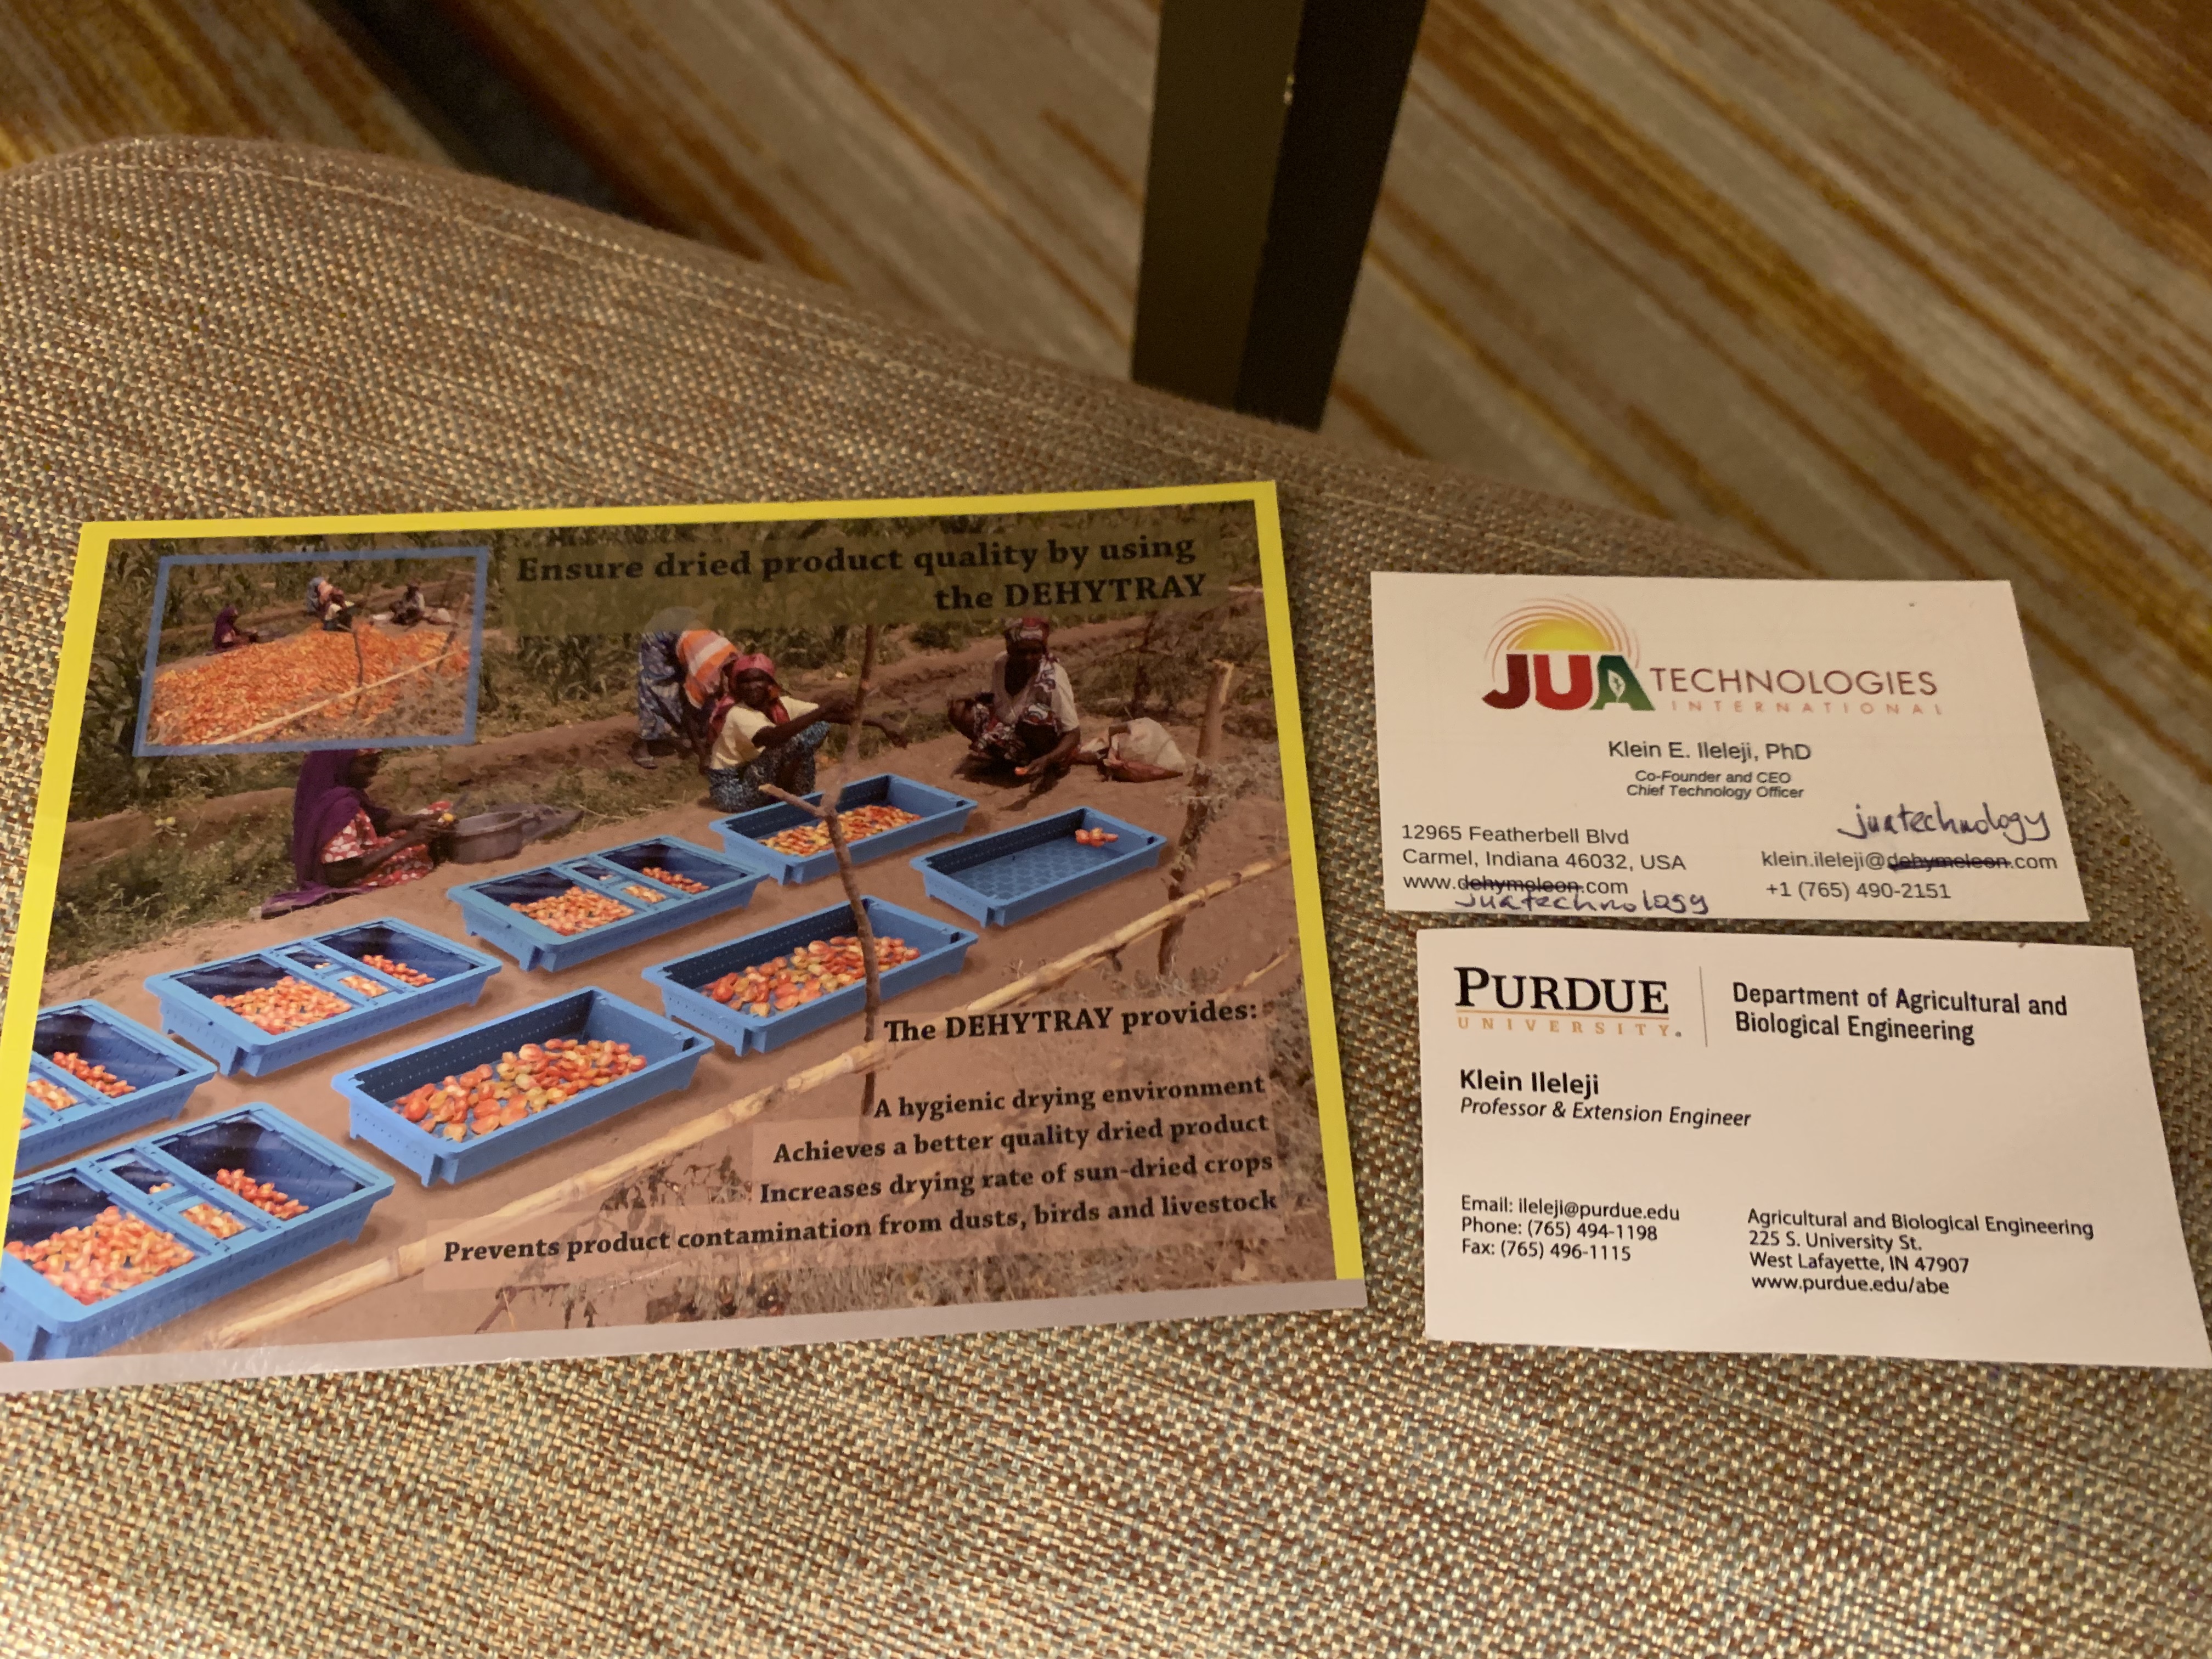 Ensure dried product quality by using
the DEHYTRAY
The DEHYTRAY provides:
A hygienic drying environment
Achieves a better quality dried product
Increases drying rate of sun-dried crops
Prevents product contamination from dusts, birds and livestock
JUA TECHNOLOGIES
INTERNATIONAL
Klein E. Ileleji, PhD
Co-Founder and CEO
Chief Technology Officer
12965 Featherbell Blvd
Carmel, Indiana 46032, USA
www.dehymeleon.com
juatechnology
juatechnology
klein.ileleji@dehymeleon.com
+1 (765) 490-2151
PURDUE
UNIVERSITY®
Department of Agricultural and
Biological Engineering
Klein Ileleji
Professor & Extension Engineer
Email: ileleji@purdue.edu
Phone: (765) 494-1198
Fax: (765) 496-1115
Agricultural and Biological Engineering
225 S. University St.
West Lafayette, IN 47907
www.purdue.edu/abe